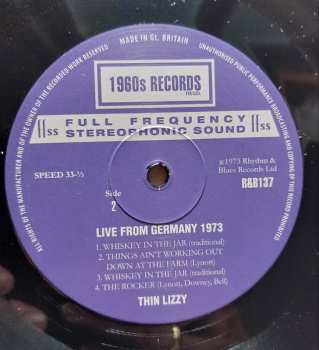 ALL RIGHTS OF THE MANUFACTURER AND OF THE OWNER OF THE RECORDED WORK RESERVED
MADE IN Gt. BRITAIN
UNAUTHORISED PUBLIC PERFORMANCE BROADCASTING AND COPYING OF THIS RECORD PROHIBITED
1960s RECORDS
FULL FREQUENCY
ss ss
STEREOPHONIC SOUND
SPEED 33-⅓
℗1973 Rhythm &
Blues Records Ltd
Side
2
R&B137
LIVE FROM GERMANY 1973
1. WHISKEY IN THE JAR (traditional)
2. THINGS AIN'T WORKING OUT
DOWN AT THE FARM (Lynott)
3. WHISKEY IN THE JAR (traditional)
4. THE ROCKER (Lynott, Downey, Bell)
THIN LIZZY